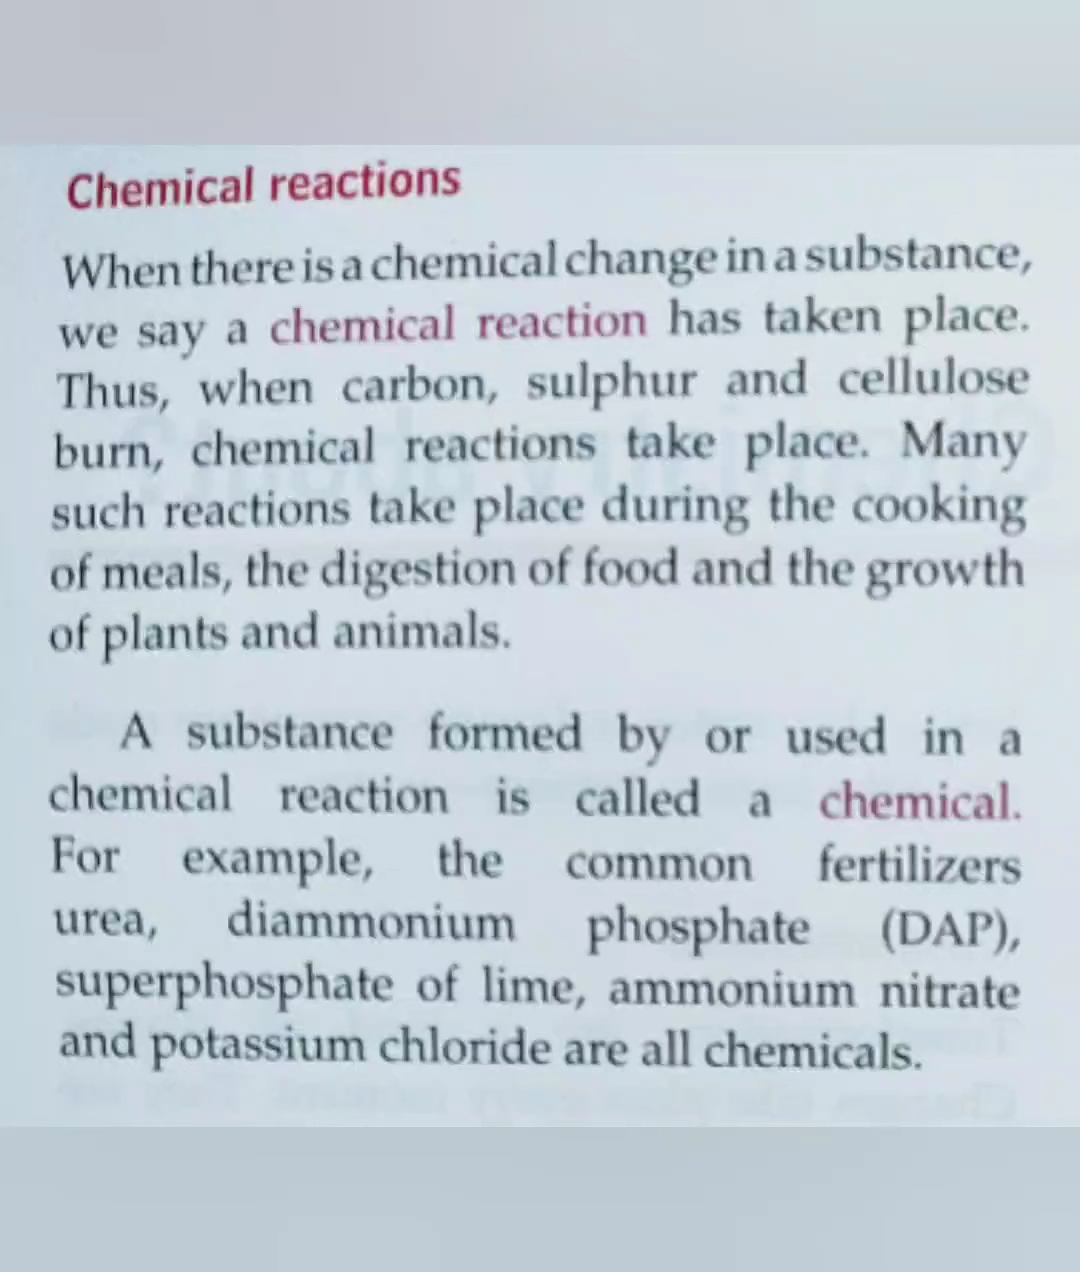 Chemical reactions
When there is a chemical change in a substance,
we say a chemical reaction has taken place.
Thus, when carbon, sulphur and cellulose
burn, chemical reactions take place. Many
such reactions take place during the cooking
of meals, the digestion of food and the growth
of plants and animals.
A substance formed by or used in a
chemical reaction is called a chemical.
For example, the common fertilizers
urea, diammonium phosphate (DAP),
superphosphate of lime, ammonium nitrate
and potassium chloride are all chemicals.